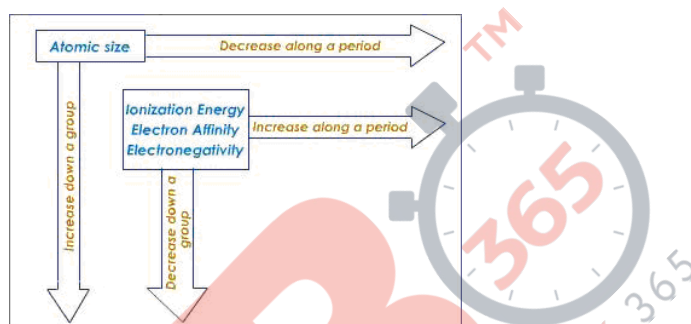 Atomic size
Decrease along a period
Increase down a group
Ionization Energy
Electron Affinity
Electronegativity
Increase along a period
Decrease down a
group
TM
365
365